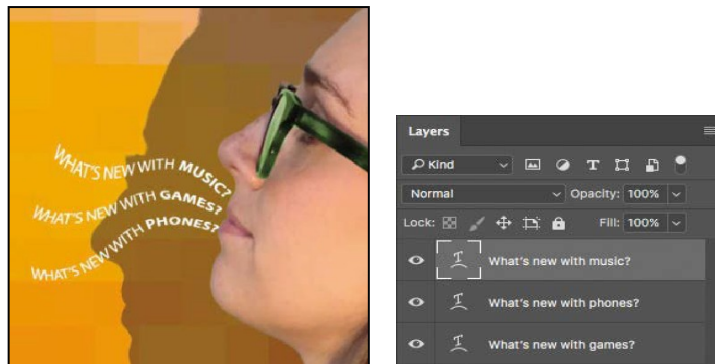 WHAT'S NEW WITH MUSIC?
WHAT'S NEW WITH GAMES?
WHAT'S NEW WITH PHONES?
Layers
Kind
Normal
Opacity: 100%
Lock:
Fill: 100%
What's new with music?
What's new with phones?
What's new with games?